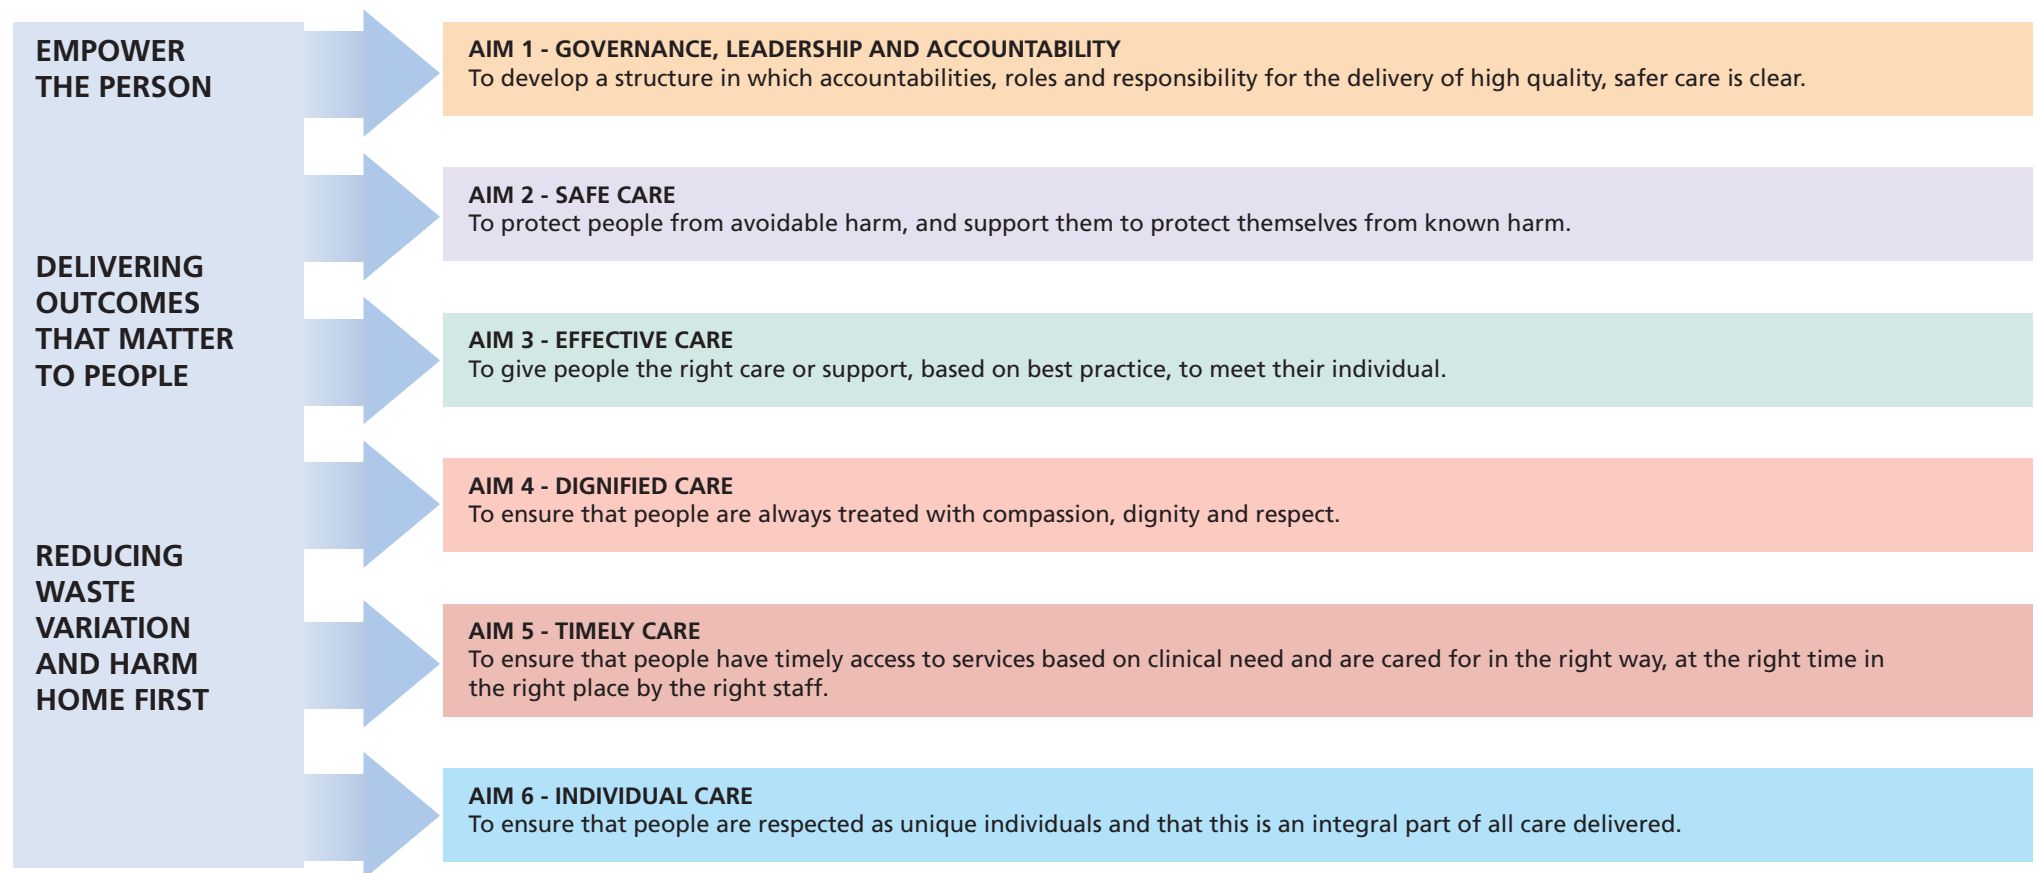 EMPOWER
THE PERSON
DELIVERING
OUTCOMES
THAT MATTER
TO PEOPLE
REDUCING
WASTE
VARIATION
AND HARM
HOME FIRST
AIM 1 - GOVERNANCE, LEADERSHIP AND ACCOUNTABILITY
To develop a structure in which accountabilities, roles and responsibility for the delivery of high quality, safer care is clear.
AIM 2 - SAFE CARE
To protect people from avoidable harm, and support them to protect themselves from known harm.
AIM 3 - EFFECTIVE CARE
To give people the right care or support, based on best practice, to meet their individual.
AIM 4 - DIGNIFIED CARE
To ensure that people are always treated with compassion, dignity and respect.
AIM 5 - TIMELY CARE
To ensure that people have timely access to services based on clinical need and are cared for in the right way, at the right time in
the right place by the right staff.
AIM 6 - INDIVIDUAL CARE
To ensure that people are respected as unique individuals and that this is an integral part of all care delivered.